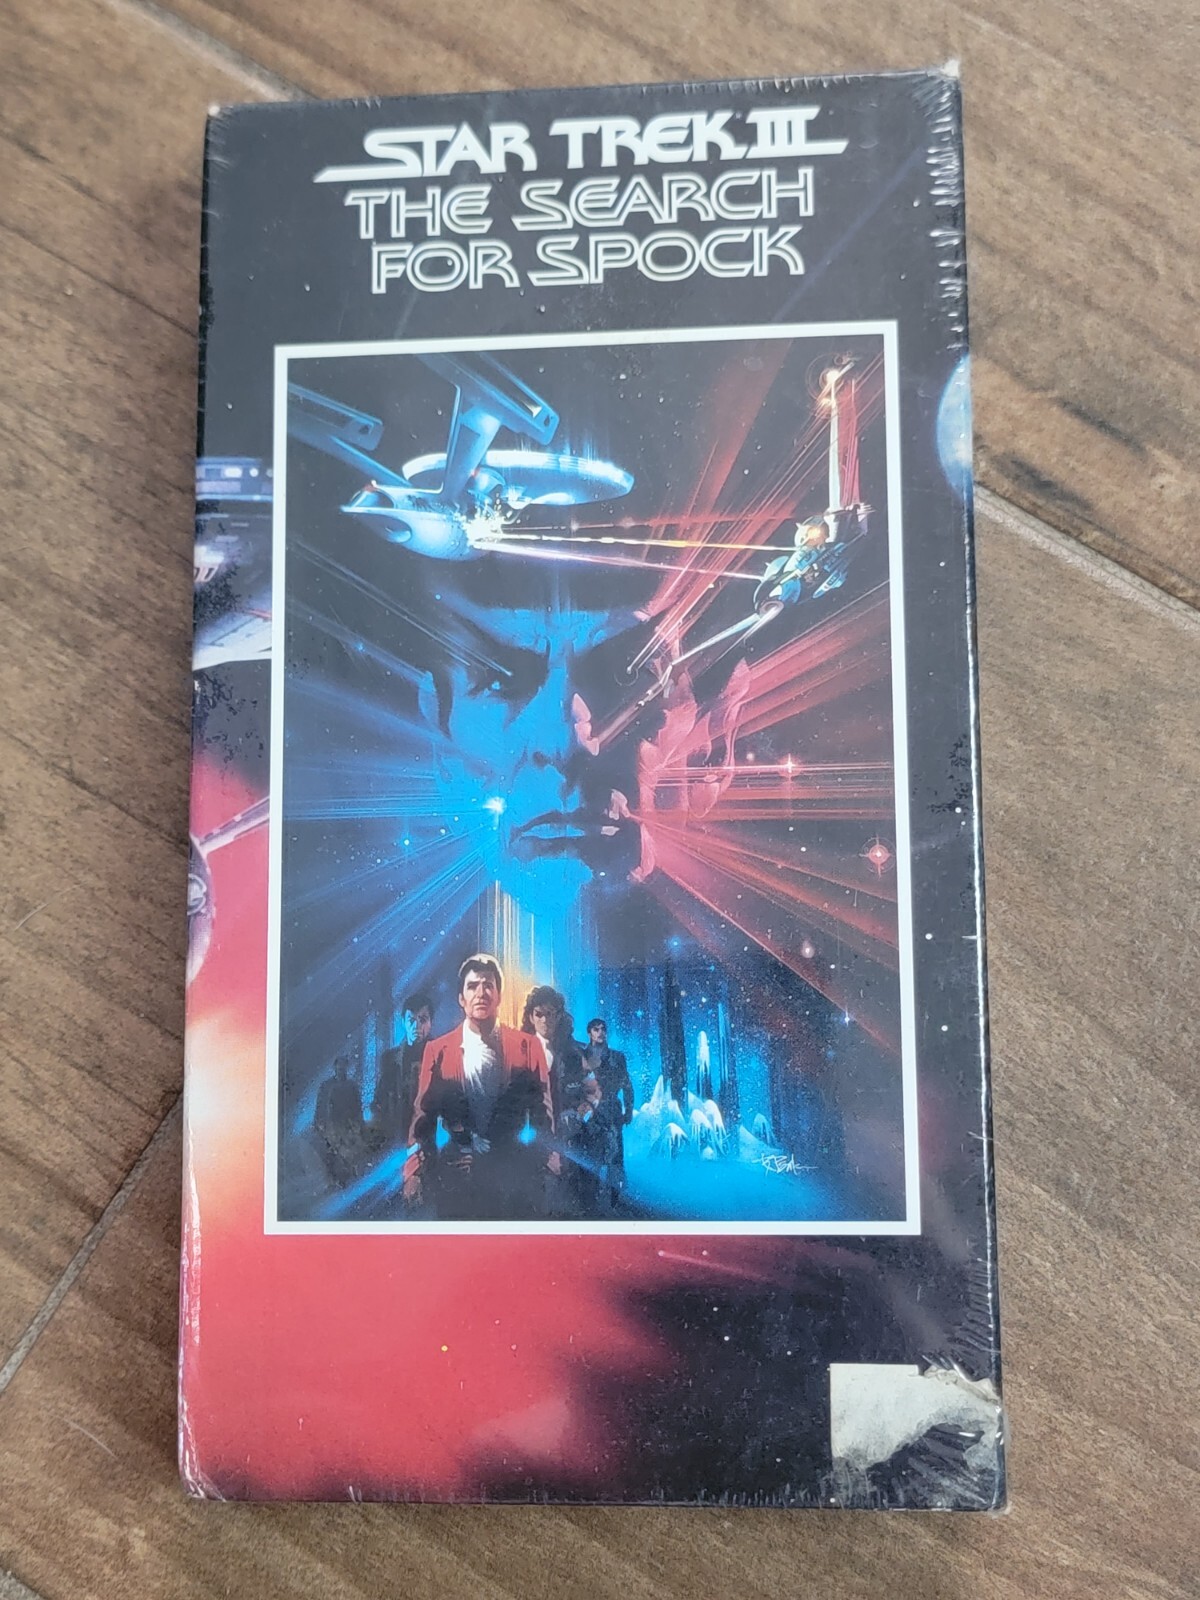 STAR TREK III
THE SEARCH
FOR SPOCK